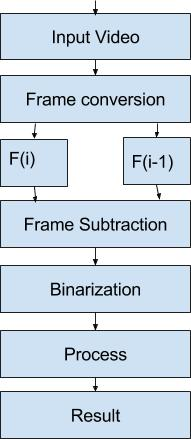 Input Video
Frame conversion
F(i)
F(i-1)
Frame Subtraction
Binarization
Process
Result